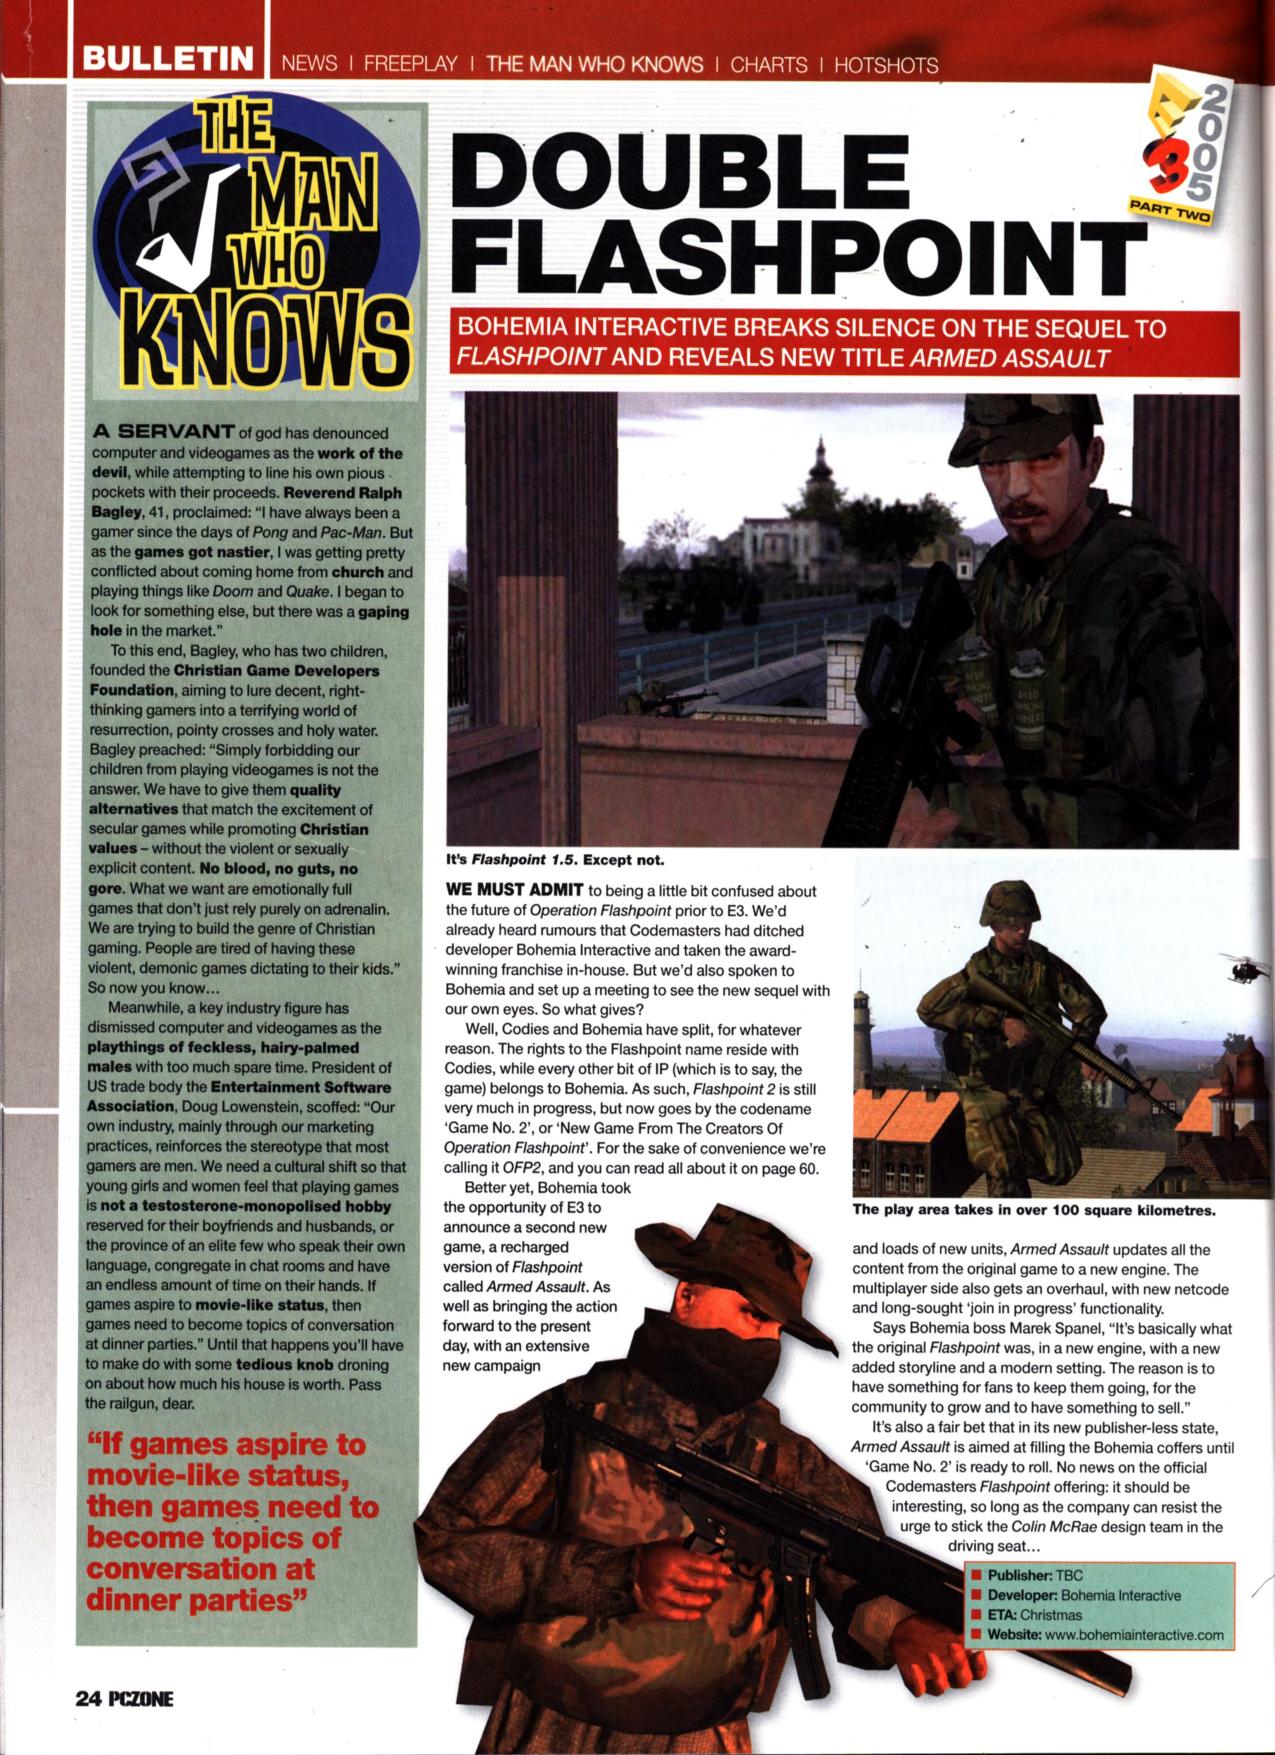 BULLETIN NEWS | FREEPLAY | THE MAN WHO KNOWS | CHARTS | HOTSHOTS
E3
2005
PART TWO
THE
MAN
WHO
KNOWS
A SERVANT of god has denounced
computer and videogames as the work of the
devil, while attempting to line his own pious
pockets with their proceeds. Reverend Ralph
Bagley, 41, proclaimed: “I have always been a
gamer since the days of Pong and Pac-Man. But
as the games got nastier, I was getting pretty
conflicted about coming home from church and
playing things like Doom and Quake. I began to
look for something else, but there was a gaping
hole in the market.”
To this end, Bagley, who has two children,
founded the Christian Game Developers
Foundation, aiming to lure decent, right-
thinking gamers into a terrifying world of
resurrection, pointy crosses and holy water.
Bagley preached: “Simply forbidding our
children from playing videogames is not the
answer. We have to give them quality
alternatives that match the excitement of
secular games while promoting Christian
values – without the violent or sexually
explicit content. No blood, no guts, no
gore. What we want are emotionally full
games that don’t just rely purely on adrenalin.
We are trying to build the genre of Christian
gaming. People are tired of having these
violent, demonic games dictating to their kids.”
So now you know...
Meanwhile, a key industry figure has
dismissed computer and videogames as the
playthings of feckless, hairy-palmed
males with too much spare time. President of
US trade body the Entertainment Software
Association, Doug Lowenstein, scoffed: “Our
own industry, mainly through our marketing
practices, reinforces the stereotype that most
gamers are men. We need a cultural shift so that
young girls and women feel that playing games
is not a testosterone-monopolised hobby
reserved for their boyfriends and husbands, or
the province of an elite few who speak their own
language, congregate in chat rooms and have
an endless amount of time on their hands. If
games aspire to movie-like status, then
games need to become topics of conversation
at dinner parties.” Until that happens you’ll have
to make do with some tedious knob droning
on about how much his house is worth. Pass
the railgun, dear.
“If games aspire to
movie-like status,
then games need to
become topics of
conversation at
dinner parties”
DOUBLE
FLASHPOINT
BOHEMIA INTERACTIVE BREAKS SILENCE ON THE SEQUEL TO
FLASHPOINT AND REVEALS NEW TITLE ARMED ASSAULT
M18
SMOKE
WHITE
It’s Flashpoint 1.5. Except not.
WE MUST ADMIT to being a little bit confused about
the future of Operation Flashpoint prior to E3. We’d
already heard rumours that Codemasters had ditched
developer Bohemia Interactive and taken the award-
winning franchise in-house. But we’d also spoken to
Bohemia and set up a meeting to see the new sequel with
our own eyes. So what gives?
Well, Codies and Bohemia have split, for whatever
reason. The rights to the Flashpoint name reside with
Codies, while every other bit of IP (which is to say, the
game) belongs to Bohemia. As such, Flashpoint 2 is still
very much in progress, but now goes by the codename
‘Game No. 2’, or ‘New Game From The Creators Of
Operation Flashpoint’. For the sake of convenience we’re
calling it OFP2, and you can read all about it on page 60.
Better yet, Bohemia took
the opportunity of E3 to
announce a second new
game, a recharged
version of Flashpoint
called Armed Assault. As
well as bringing the action
forward to the present
day, with an extensive
new campaign
The play area takes in over 100 square kilometres.
and loads of new units, Armed Assault updates all the
content from the original game to a new engine. The
multiplayer side also gets an overhaul, with new netcode
and long-sought ‘join in progress’ functionality.
Says Bohemia boss Marek Spanel, “It’s basically what
the original Flashpoint was, in a new engine, with a new
added storyline and a modern setting. The reason is to
have something for fans to keep them going, for the
community to grow and to have something to sell.”
It’s also a fair bet that in its new publisher-less state,
Armed Assault is aimed at filling the Bohemia coffers until
‘Game No. 2’ is ready to roll. No news on the official
Codemasters Flashpoint offering: it should be
interesting, so long as the company can resist the
urge to stick the Colin McRae design team in the
driving seat...
Publisher: TBC
Developer: Bohemia Interactive
ETA: Christmas
Website: www.bohemiainteractive.com
24 PCZONE